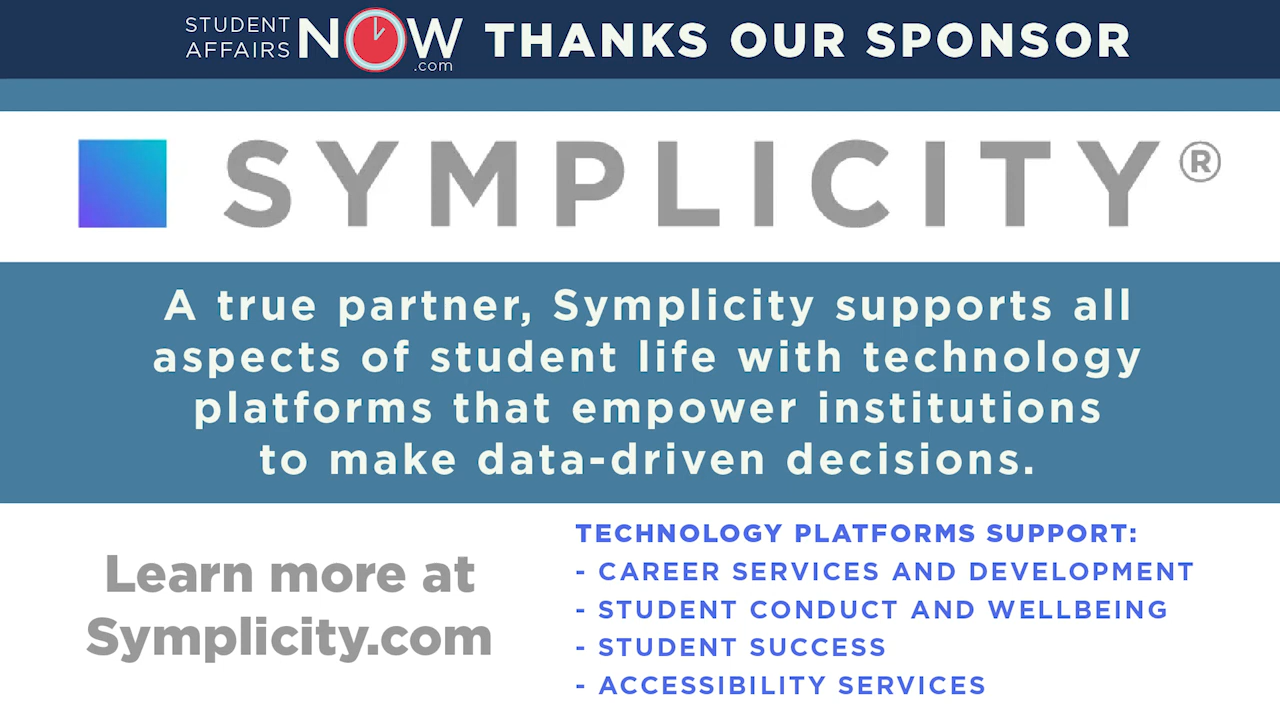 STUDENT AFFAIRS NOW .com THANKS OUR SPONSOR
SYMPLICITY®
A true partner, Symplicity supports all
aspects of student life with technology
platforms that empower institutions
to make data-driven decisions.
Learn more at
Symplicity.com
TECHNOLOGY PLATFORMS SUPPORT:
- CAREER SERVICES AND DEVELOPMENT
- STUDENT CONDUCT AND WELLBEING
- STUDENT SUCCESS
- ACCESSIBILITY SERVICES